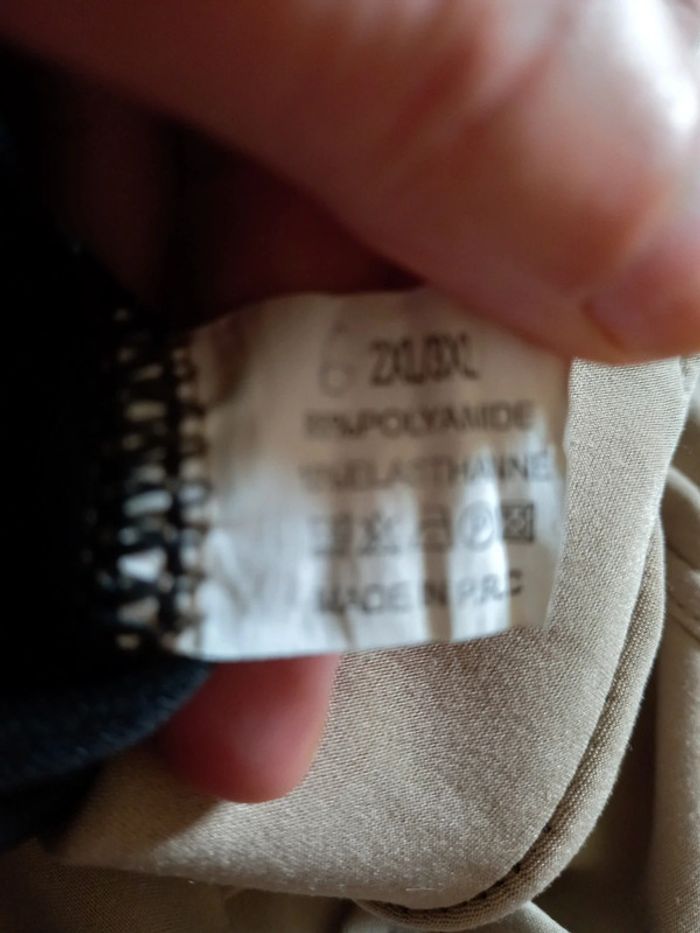 2XL/3XL
POLYAMIDE
ELASTHANNE
MADE IN P.R.C